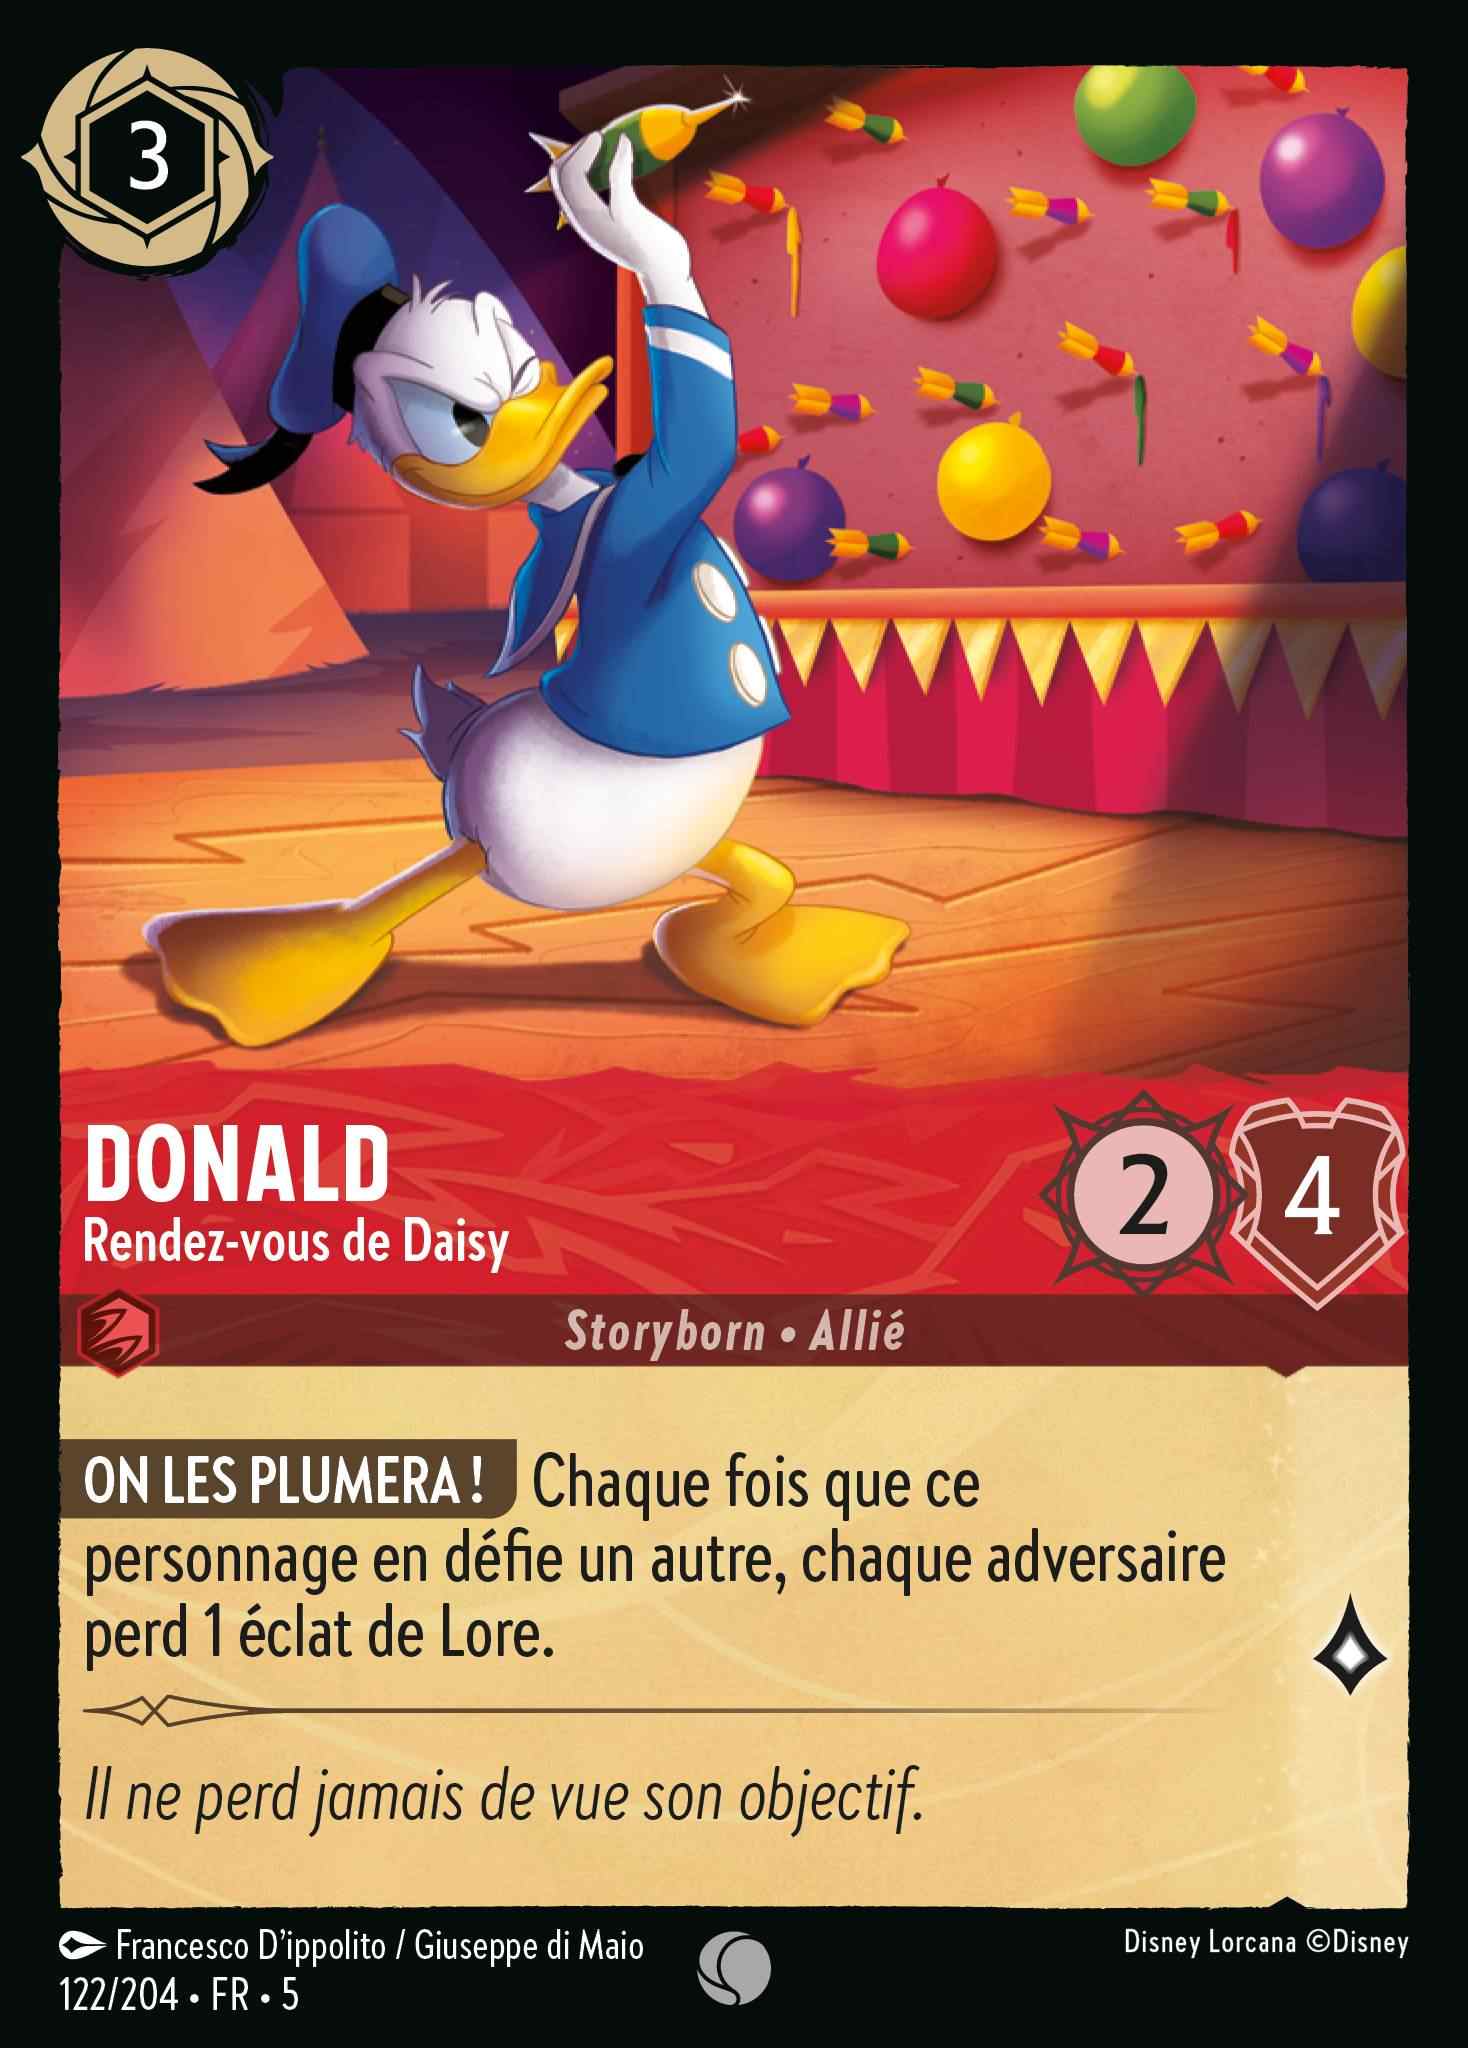 3
DONALD
Rendez-vous de Daisy
2
4
Storyborn • Allié
ON LES PLUMERA ! Chaque fois que ce
personnage en défie un autre, chaque adversaire
perd 1 éclat de Lore.
Il ne perd jamais de vue son objectif.
Francesco D'ippolito / Giuseppe di Maio
122/204 • FR • 5
Disney Lorcana ©Disney